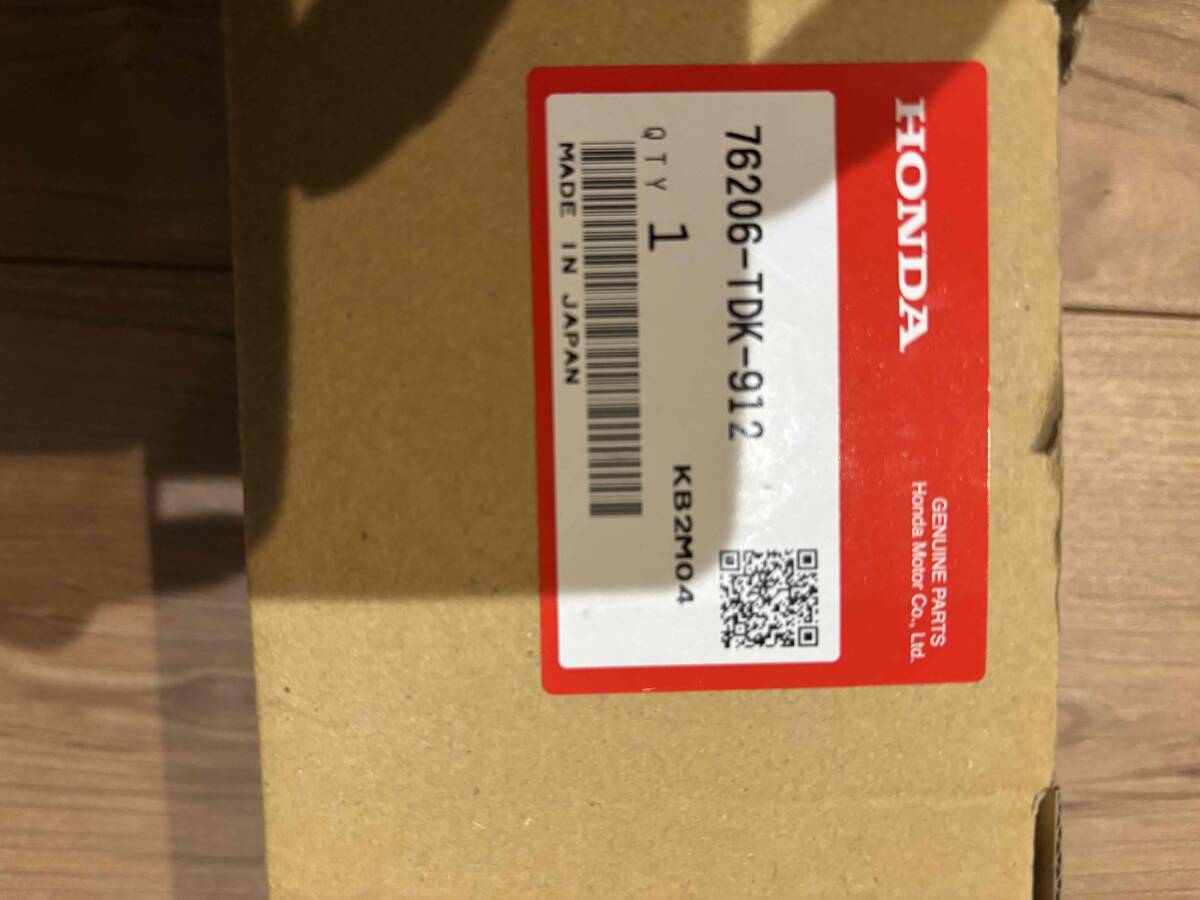 HONDA
GENUINE PARTS
Honda Motor Co., Ltd.
76206-TDK-912
QTY 1
KB2M04
MADE IN JAPAN